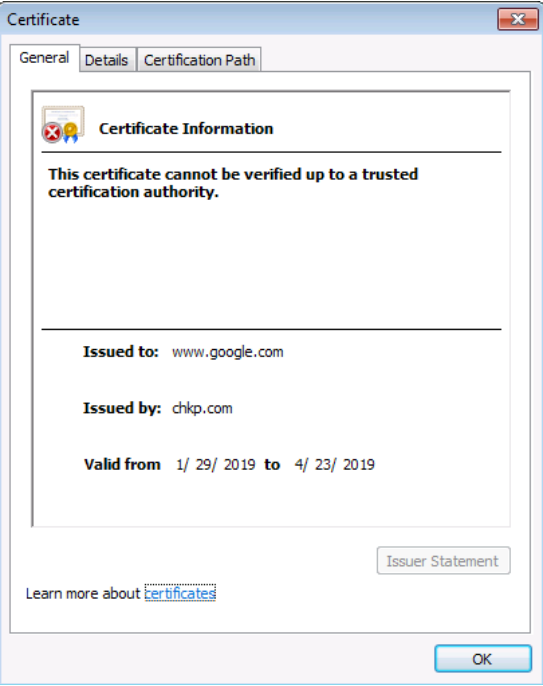 Certificate
General Details Certification Path
Certificate Information
This certificate cannot be verified up to a trusted
certification authority.
Issued to: www.google.com
Issued by: chkp.com
Valid from 1/ 29/ 2019 to 4/ 23/ 2019
Issuer Statement
Learn more about certificates
OK